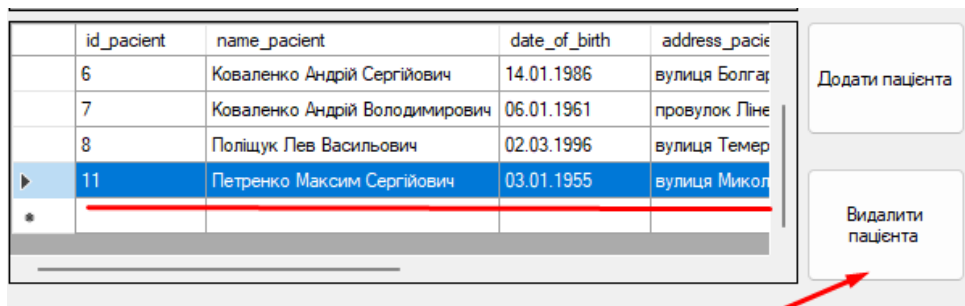 id_pacient name_pacient date_of_birth address_pacie
6 Коваленко Андрій Сергійович 14.01.1986 вулиця Болгар
7 Коваленко Андрій Володимирович 06.01.1961 провулок Ліне
8 Поліщук Лев Васильович 02.03.1996 вулиця Темер
11 Петренко Максим Сергійович 03.01.1955 вулиця Микол
Додати пацієнта
Видалити
пацієнта